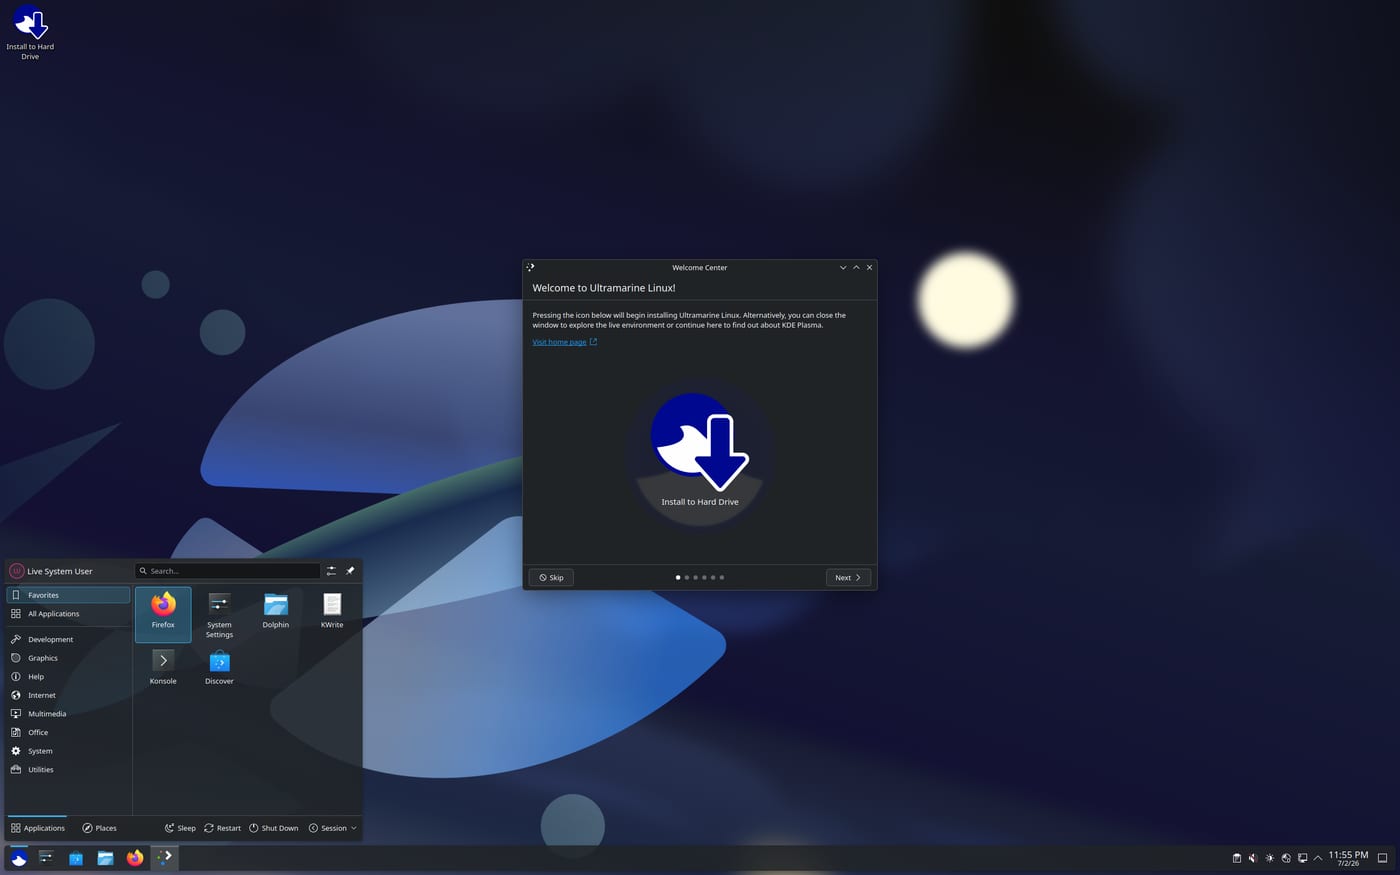 Install to Hard
Drive
Welcome Center
Welcome to Ultramarine Linux!
Pressing the icon below will begin installing Ultramarine Linux. Alternatively, you can close the
window to explore the live environment or continue here to find out about KDE Plasma.
Visit home page
Install to Hard Drive
Skip
Next
Live System User
Search...
Favorites
All Applications
Development
Graphics
Help
Internet
Multimedia
Office
System
Utilities
Firefox
System
Settings
Dolphin
KWrite
Konsole
Discover
Applications
Places
Sleep
Restart
Shut Down
Session
11:55 PM
7/2/26